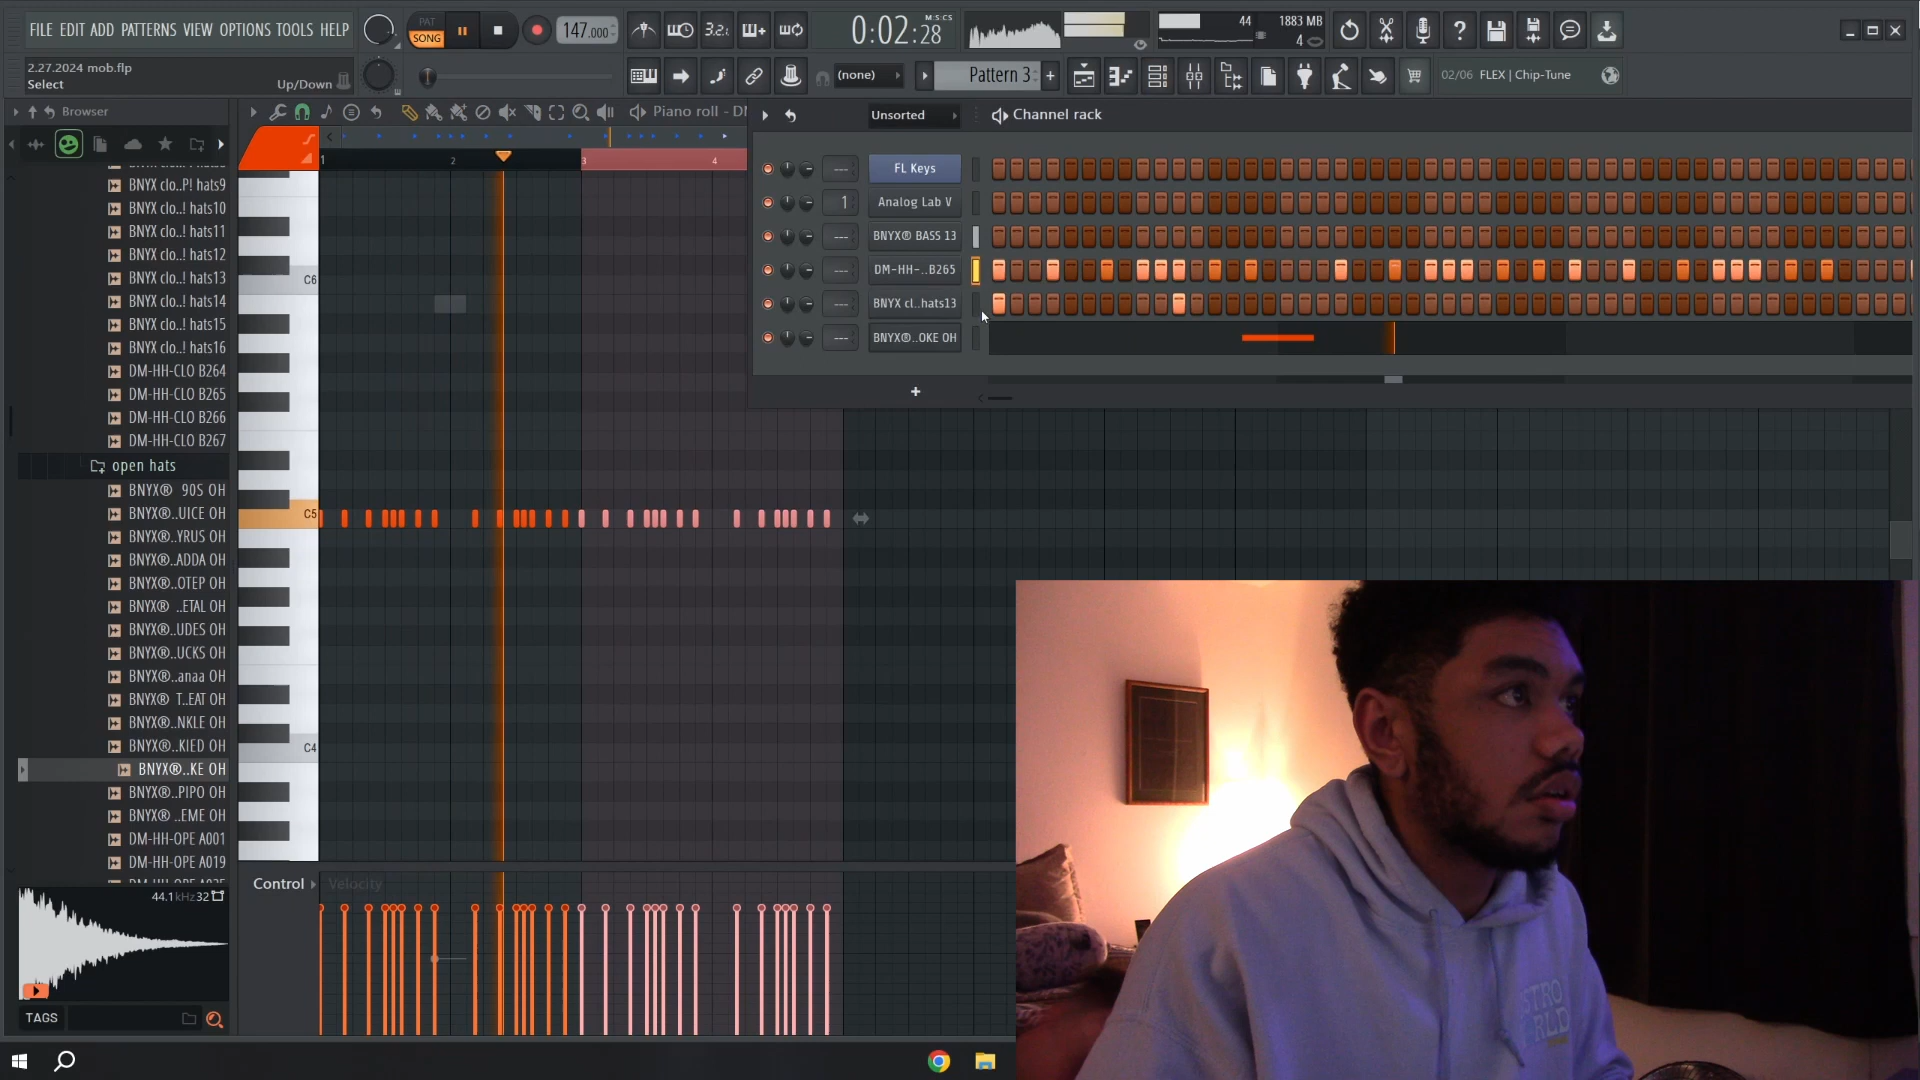 FILE EDIT ADD PATTERNS VIEW OPTIONS TOOLS HELP
PAT
SONG
147.000
3.2:
0:02:28
M:S:CS
44
1883 MB
4
2.27.2024 mob.flp
Select
Up/Down
(none)
Pattern 3
+
02/06 FLEX | Chip-Tune
Browser
Piano roll - DM
Unsorted
Channel rack
BNYX clo..P! hats9
BNYX clo..! hats10
BNYX clo..! hats11
BNYX clo..! hats12
BNYX clo..! hats13
BNYX clo..! hats14
BNYX clo..! hats15
BNYX clo..! hats16
DM-HH-CLO B264
DM-HH-CLO B265
DM-HH-CLO B266
DM-HH-CLO B267
open hats
BNYX® 90S OH
BNYX®..UICE OH
BNYX®..YRUS OH
BNYX®..ADDA OH
BNYX®..OTEP OH
BNYX® ..ETAL OH
BNYX®..UDES OH
BNYX®..UCKS OH
BNYX®..anaa OH
BNYX® T..EAT OH
BNYX®..NKLE OH
BNYX®..KIED OH
BNYX®..KE OH
BNYX®..PIPO OH
BNYX® ..EME OH
DM-HH-OPE A001
DM-HH-OPE A019
44.1kHz 32
TAGS
1
2
3
4
C6
C5
C4
Control
Velocity
--- FL Keys
1 Analog Lab V
--- BNYX® BASS 13
--- DM-HH-..B265
--- BNYX cl..hats13
--- BNYX®..OKE OH
+